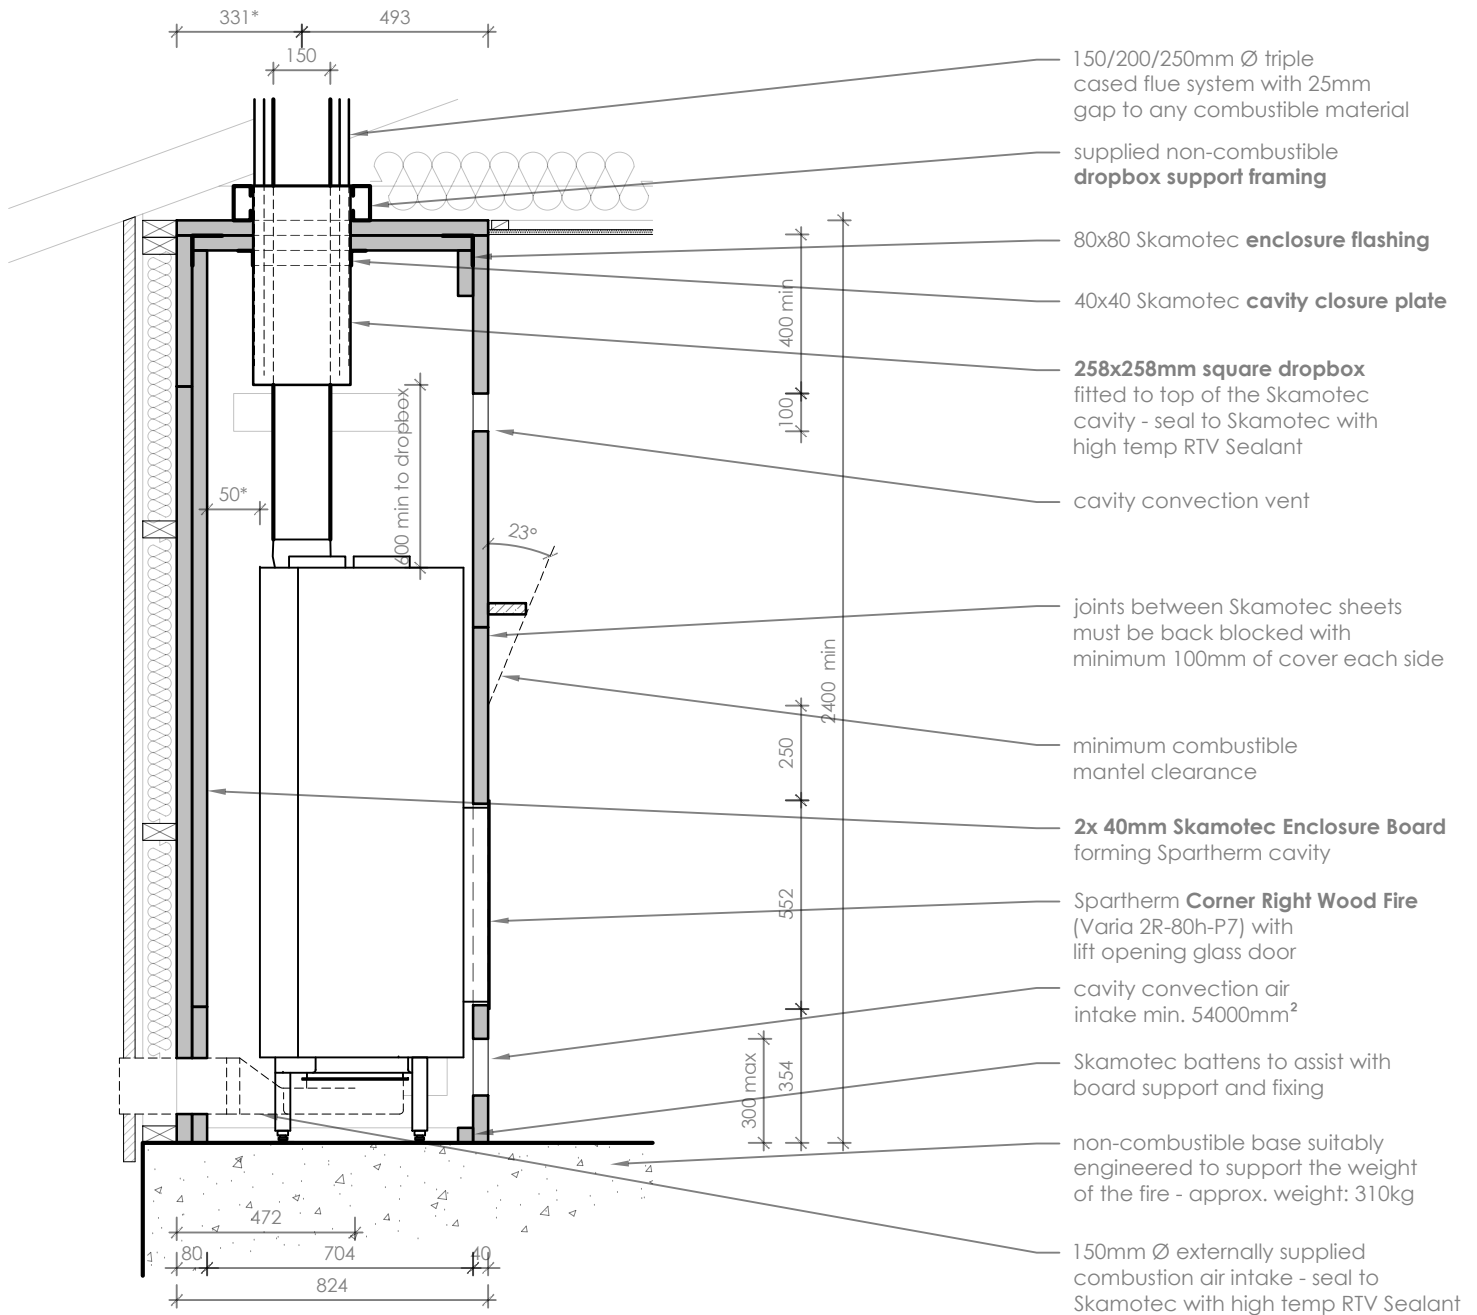 331*
493
150
150/200/250mm Ø triple
cased flue system with 25mm
gap to any combustible material
supplied non-combustible
dropbox support framing
80x80 Skamotec enclosure flashing
40x40 Skamotec cavity closure plate
400 min
258x258mm square dropbox
fitted to top of the Skamotec
cavity - seal to Skamotec with
high temp RTV Sealant
100
600 min to dropbox
50*
cavity convection vent
23°
joints between Skamotec sheets
must be back blocked with
minimum 100mm of cover each side
2400 min
250
minimum combustible
mantel clearance
2x 40mm Skamotec Enclosure Board
forming Spartherm cavity
552
Spartherm Corner Right Wood Fire
(Varia 2R-80h-P7) with
lift opening glass door
cavity convection air
intake min. 54000mm²
354
300 max
Skamotec battens to assist with
board support and fixing
non-combustible base suitably
engineered to support the weight
of the fire - approx. weight: 310kg
472
80
704
40
824
150mm Ø externally supplied
combustion air intake - seal to
Skamotec with high temp RTV Sealant